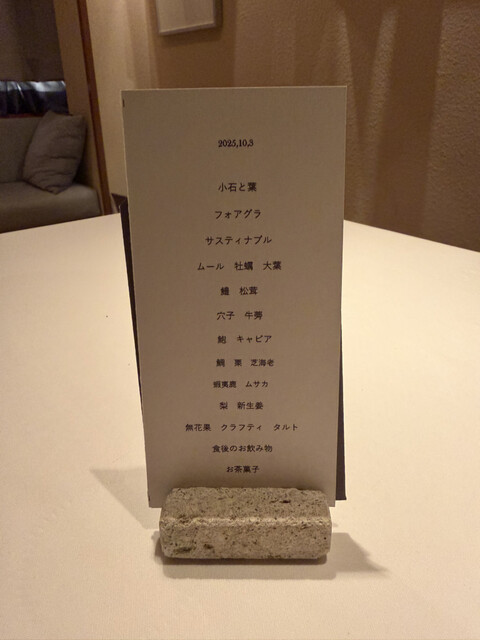 2025,10,3
小石と葉
フォアグラ
サスティナブル
ムール 牡蠣 大葉
鱧 松茸
穴子 牛蒡
鮑 キャビア
鯛 栗 芝海老
蝦夷鹿 ムサカ
梨 新生姜
無花果 クラフティ タルト
食後のお飲み物
お茶菓子